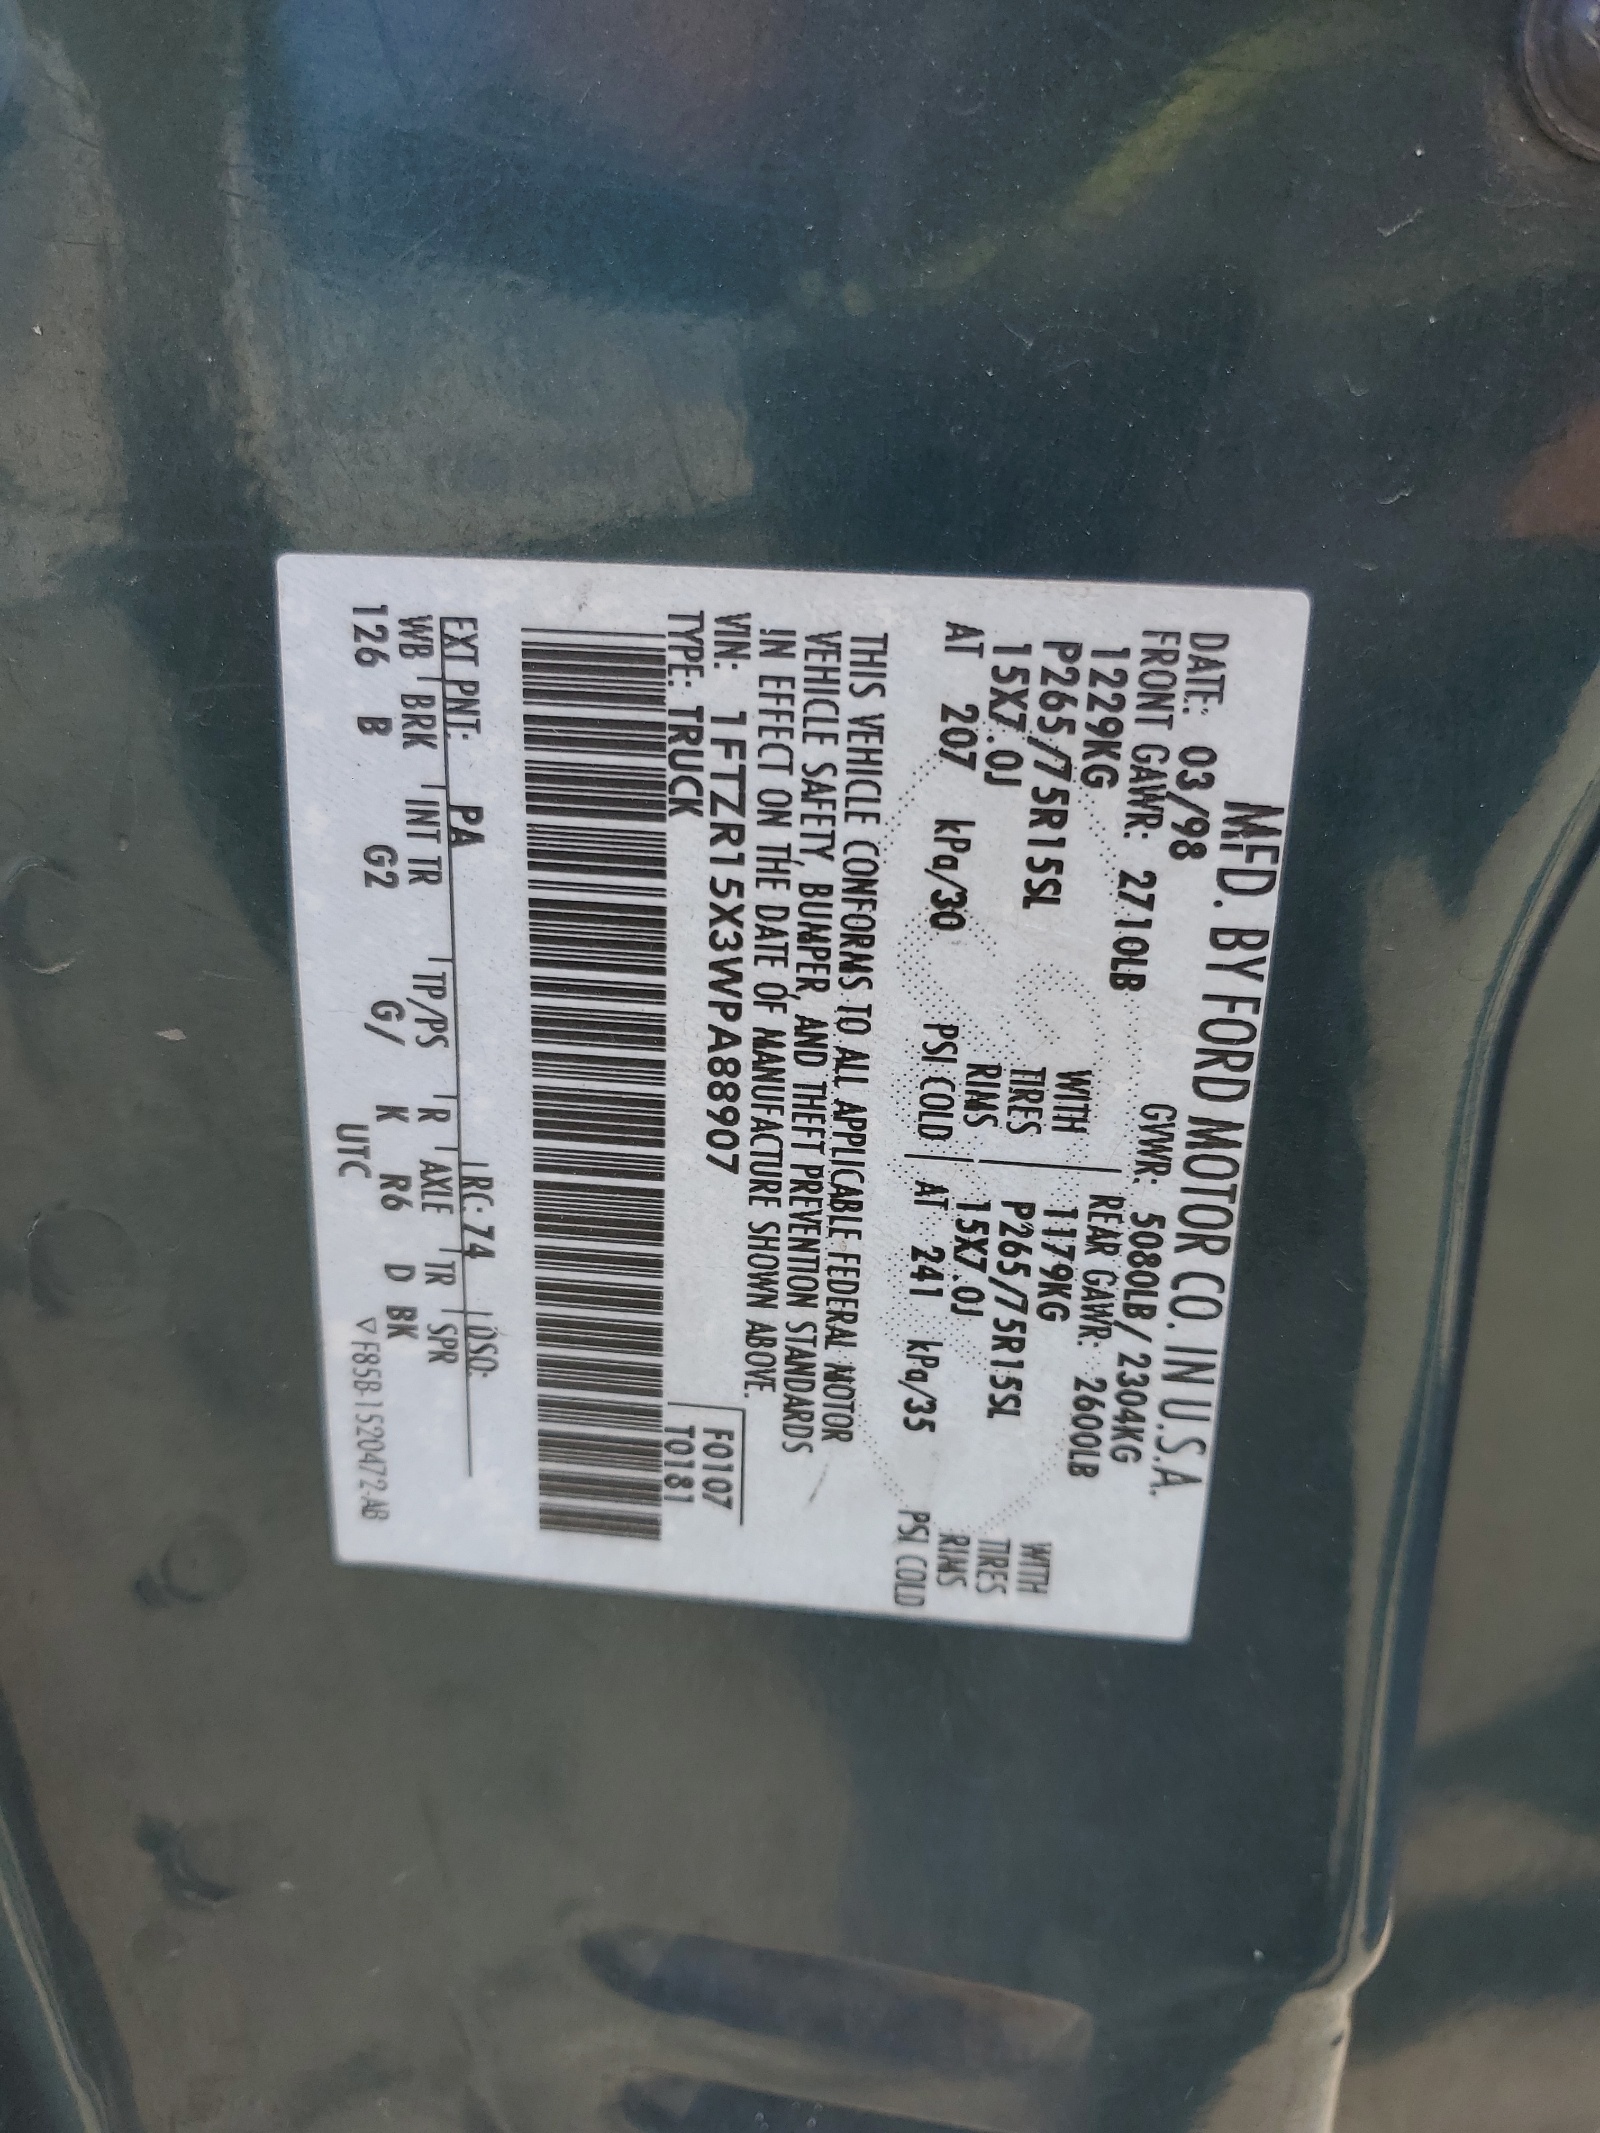 MFD. BY FORD MOTOR CO. IN U.S.A.
DATE: 03/98 GVWR: 5080LB/ 2304KG
FRONT GAWR: 2710LB REAR GAWR: 2600LB
1229KG WITH 1179KG WITH
P265/75R15SL TIRES P265/75R15SL TIRES
15X7.0J RIMS 15X7.0J RIMS
AT 207 kPa/30 PSI COLD AT 241 kPa/35 PSI COLD
THIS VEHICLE CONFORMS TO ALL APPLICABLE FEDERAL MOTOR
VEHICLE SAFETY, BUMPER, AND THEFT PREVENTION STANDARDS
IN EFFECT ON THE DATE OF MANUFACTURE SHOWN ABOVE.
VIN: 1FTZR15X3WPA88907 F0107
TYPE: TRUCK T0181
EXT PNT: PA RC: 74 DSO:
WB BRK INT TR TP/PS R AXLE TR SPR
126 B G2 G/ K R6 D BK
UTC ▽F85B-1520472-AB